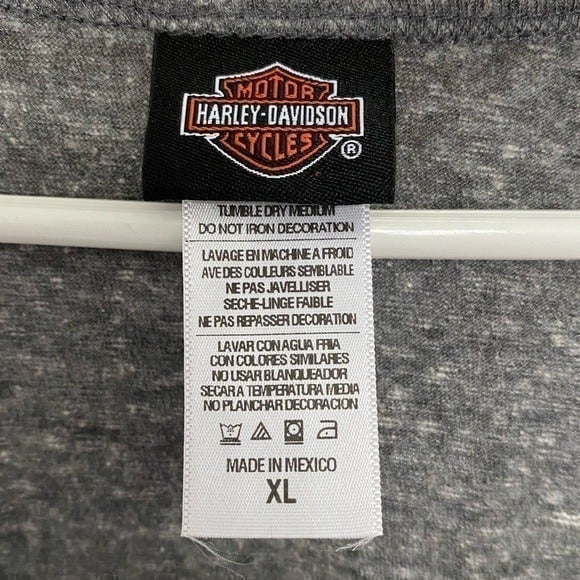 MOTOR
HARLEY-DAVIDSON
CYCLES
®
TUMBLE DRY MEDIUM
DO NOT IRON DECORATION
LAVAGE EN MACHINE A FROID
AVE DES COULEURS SEMBLABLE
NE PAS JAVELLISER
SECHE-LINGE FAIBLE
NE PAS REPASSER DECORATION
LAVAR CON AGUA FRIA
CON COLORES SIMILARES
NO USAR BLANQUEADOR
SECAR A TEMPERATURA MEDIA
NO PLANCHAR DECORACION
MADE IN MEXICO
XL